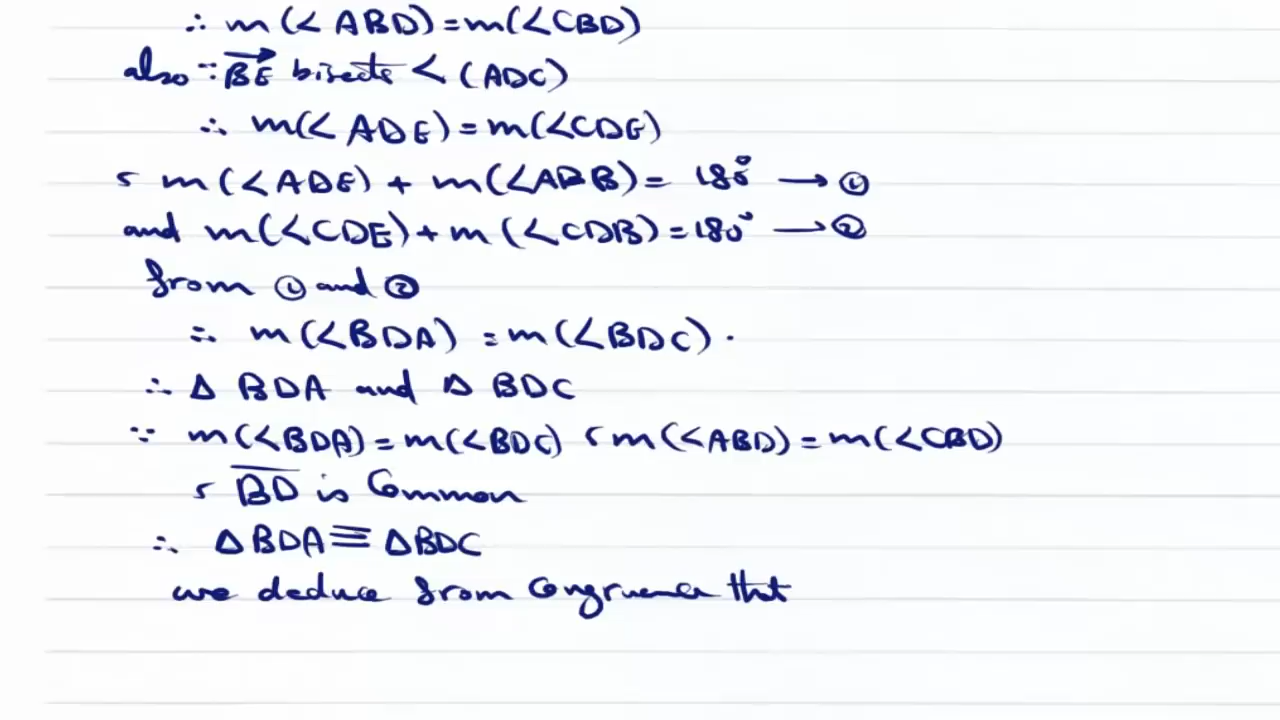 ∴ m(∠ABD)=m(∠CBD)
also ∵ BE bisects ∠(ADC)
∴ m(∠ADE)=m(∠CDE)
, m(∠ADE) + m(∠ADB) = 180° → ①
and m(∠CDE)+m(∠CDB)=180° → ②
from ① and ②
∴ m(∠BDA) = m(∠BDC).
∴ Δ BDA and Δ BDC
∵ m(∠BDA)=m(∠BDC) , m(∠ABD)=m(∠CBD)
, BD is Common
∴ ΔBDA≡ΔBDC
we deduce from Congruence that